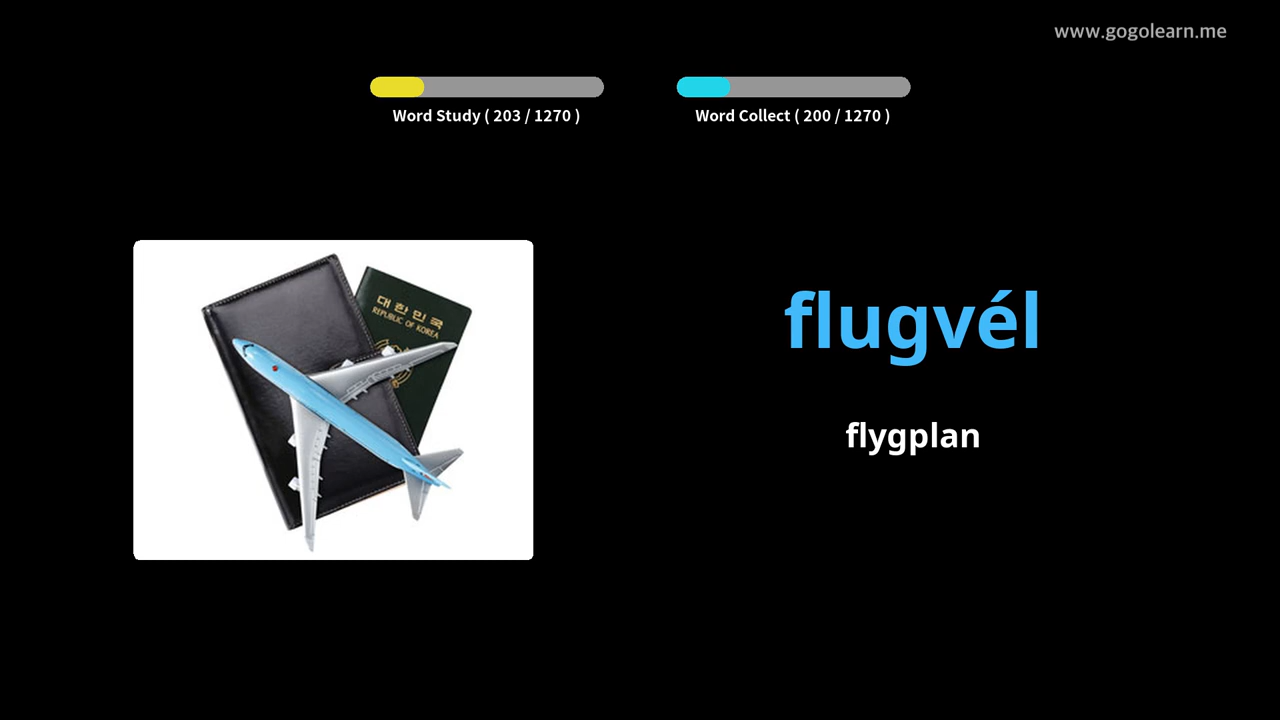 www.gogolearn.me
Word Study ( 203 / 1270 )
Word Collect ( 200 / 1270 )
대한민국
REPUBLIC OF KOREA
flugvél
flygplan